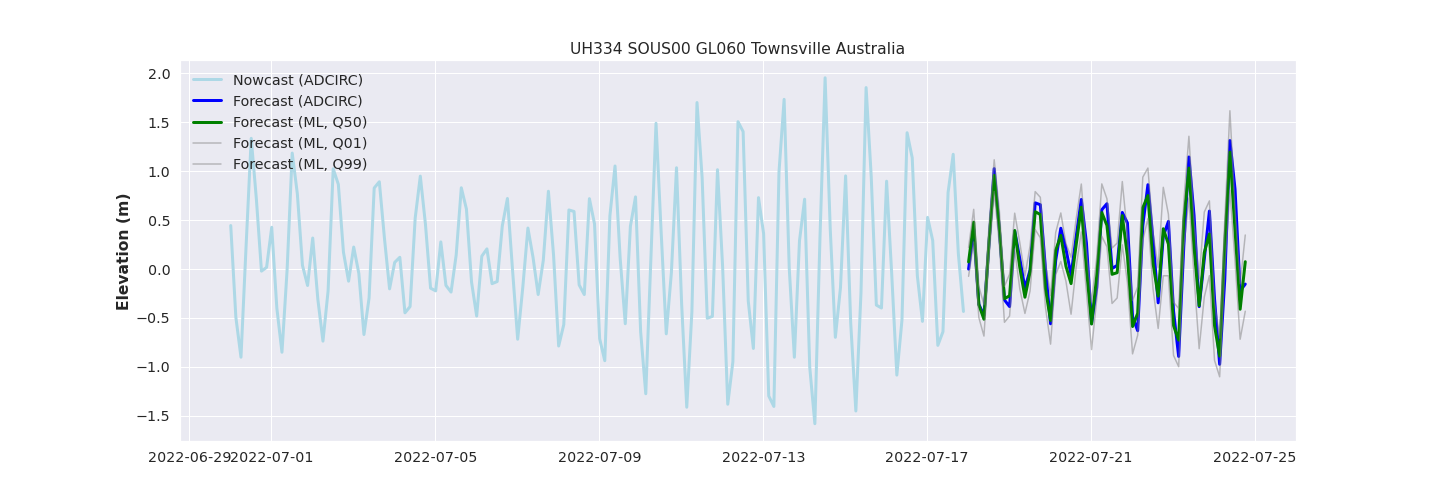 UH334 SOUS00 GL060 Townsville Australia
Nowcast (ADCIRC)
Forecast (ADCIRC)
Forecast (ML, Q50)
Forecast (ML, Q01)
Forecast (ML, Q99)
Elevation (m)
2.0
1.5
1.0
0.5
0.0
−0.5
−1.0
−1.5
2022-06-29 2022-07-01 2022-07-05 2022-07-09 2022-07-13 2022-07-17 2022-07-21 2022-07-25